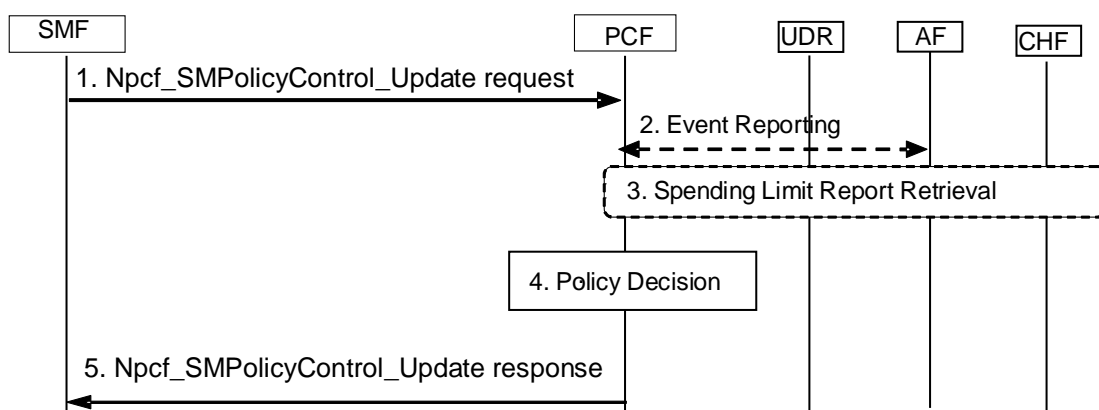 SMF
PCF
UDR
AF
CHF
1. Npcf_SMPolicyControl_Update request
2. Event Reporting
3. Spending Limit Report Retrieval
4. Policy Decision
5. Npcf_SMPolicyControl_Update response